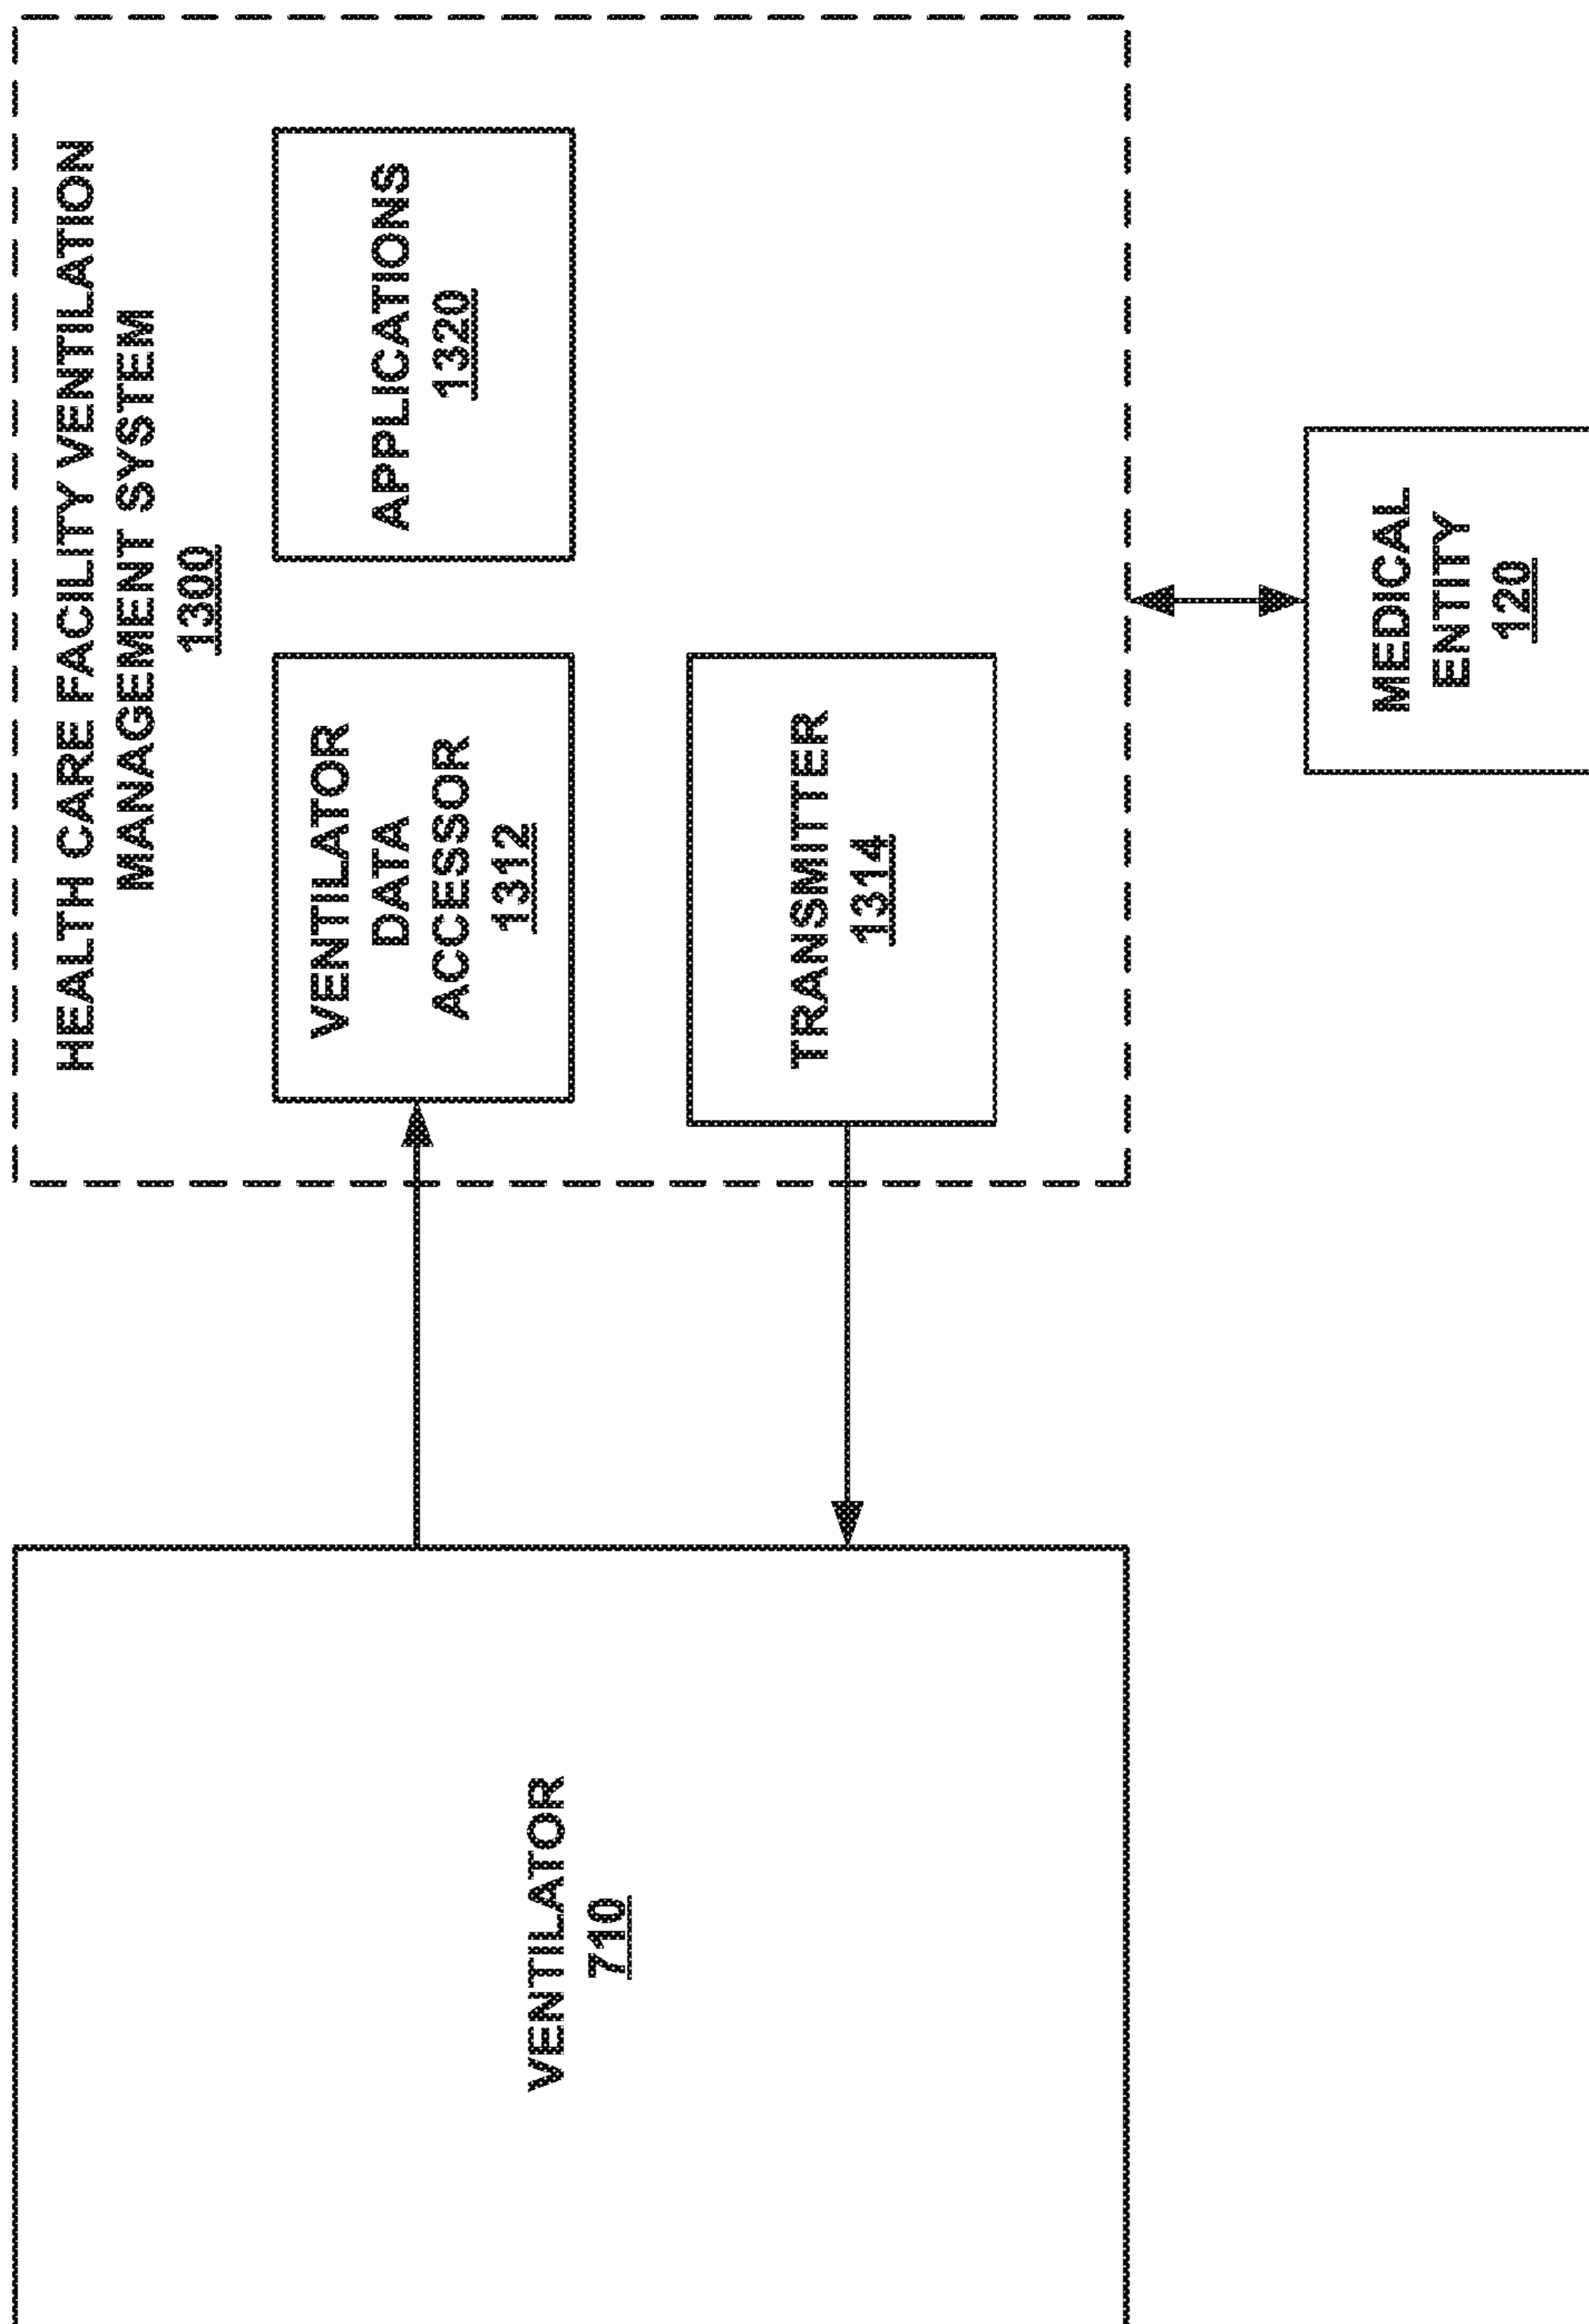 HEALTH CARE FACILITY VENTILATION
MANAGEMENT SYSTEM
1300
VENTILATOR
DATA
ACCESSOR
1312
APPLICATIONS
1320
TRANSMITTER
1314
VENTILATOR
710
MEDICAL
ENTITY
120